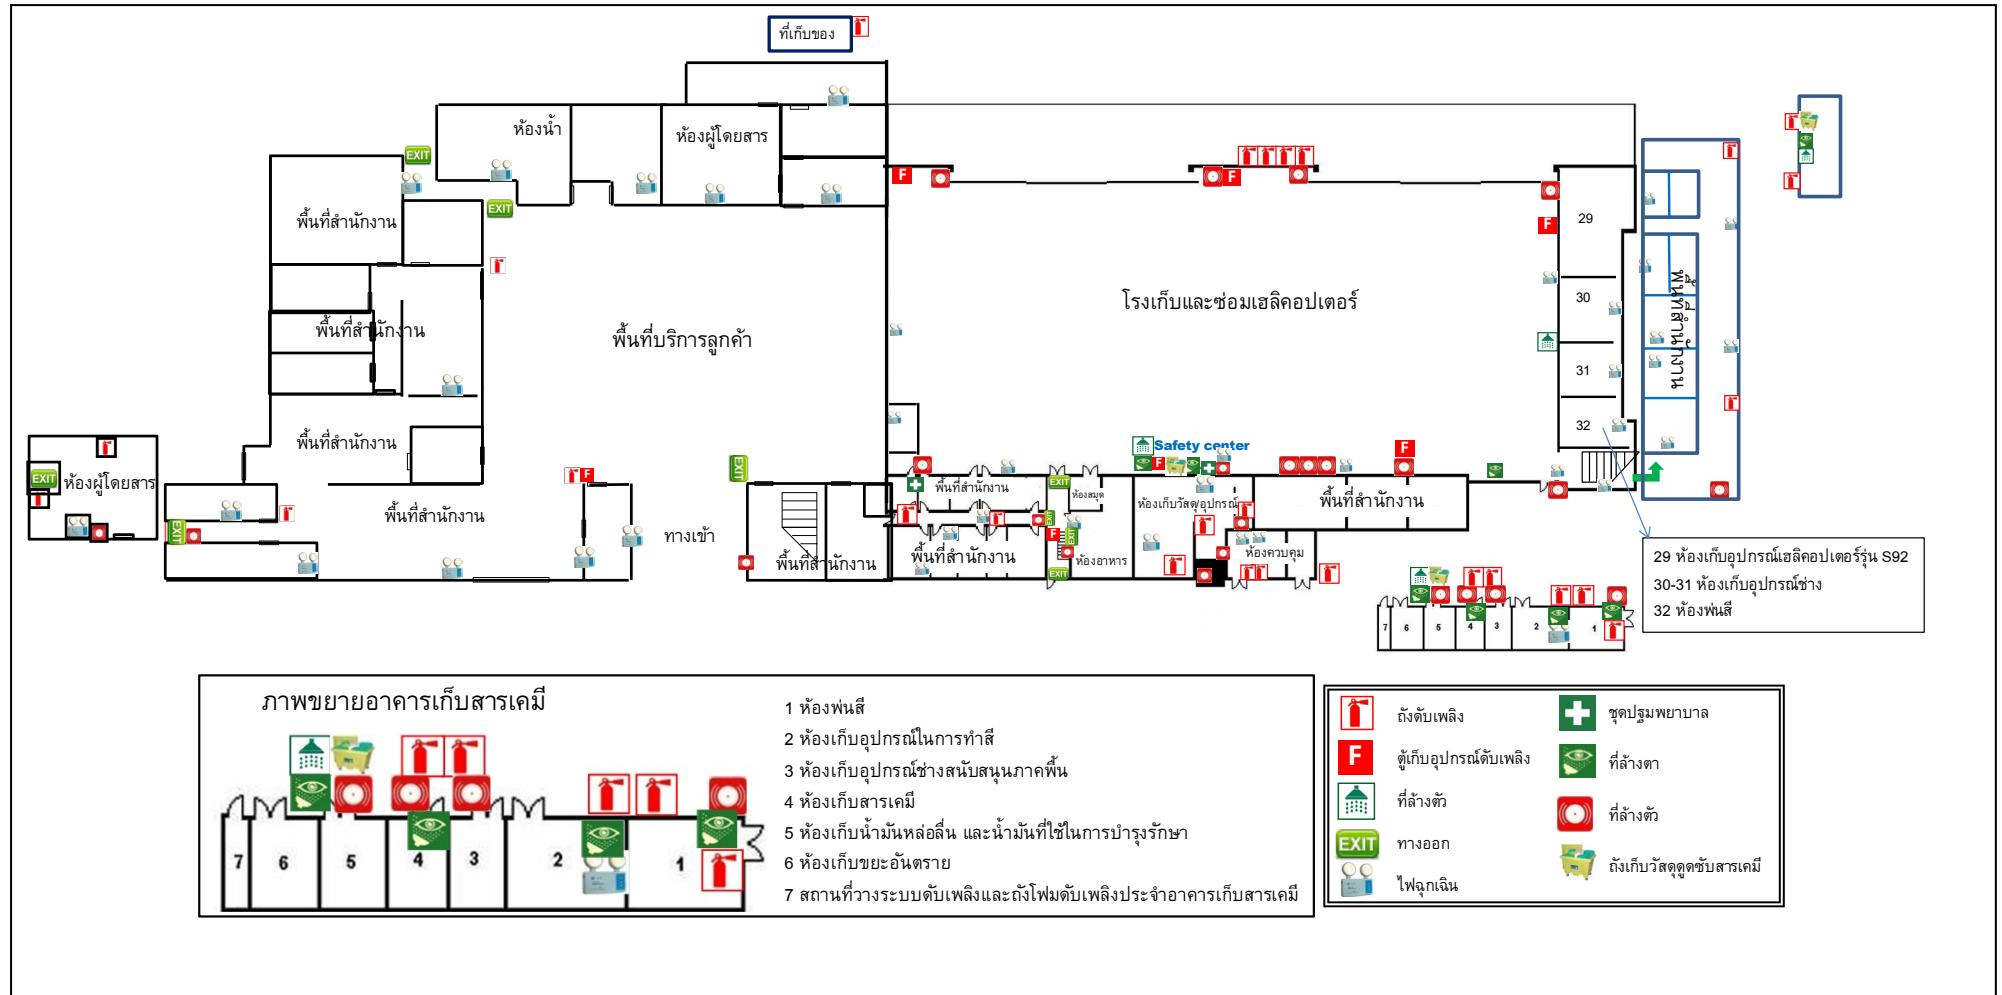 ที่เก็บของ
ห้องน้ำ
ห้องผู้โดยสาร
EXIT
EXIT
พื้นที่สำนักงาน
F
F
F
29
30
31
32
โรงเก็บและซ่อมเฮลิคอปเตอร์
พื้นที่สำนักงาน
พื้นที่บริการลูกค้า
พื้นที่สำนักงาน
พื้นที่สำนักงาน
EXIT
ห้องผู้โดยสาร
EXIT
พื้นที่สำนักงาน
F
EXIT
ทางเข้า
พื้นที่สำนักงาน
Safety center
F
F
พื้นที่สำนักงาน
EXIT
ห้องสมุด
ห้องเก็บวัสดุ/อุปกรณ์
พื้นที่สำนักงาน
EXIT
F
EXIT
พื้นที่สำนักงาน
ห้องอาหาร
EXIT
ห้องควบคุม
29 ห้องเก็บอุปกรณ์เฮลิคอปเตอร์รุ่น S92
30-31 ห้องเก็บอุปกรณ์ช่าง
32 ห้องพ่นสี
7 6 5 4 3 2 1
ภาพขยายอาคารเก็บสารเคมี
7 6 5 4 3 2 1
1 ห้องพ่นสี
2 ห้องเก็บอุปกรณ์ในการทำสี
3 ห้องเก็บอุปกรณ์ช่างสนับสนุนภาคพื้น
4 ห้องเก็บสารเคมี
5 ห้องเก็บน้ำมันหล่อลื่น และน้ำมันที่ใช้ในการบำรุงรักษา
6 ห้องเก็บขยะอันตราย
7 สถานที่วางระบบดับเพลิงและถังโฟมดับเพลิงประจำอาคารเก็บสารเคมี
ถังดับเพลิง
F ตู้เก็บอุปกรณ์ดับเพลิง
ที่ล้างตัว
EXIT ทางออก
ไฟฉุกเฉิน
ชุดปฐมพยาบาล
ที่ล้างตา
ที่ล้างตัว
ถังเก็บวัสดุดูดซับสารเคมี